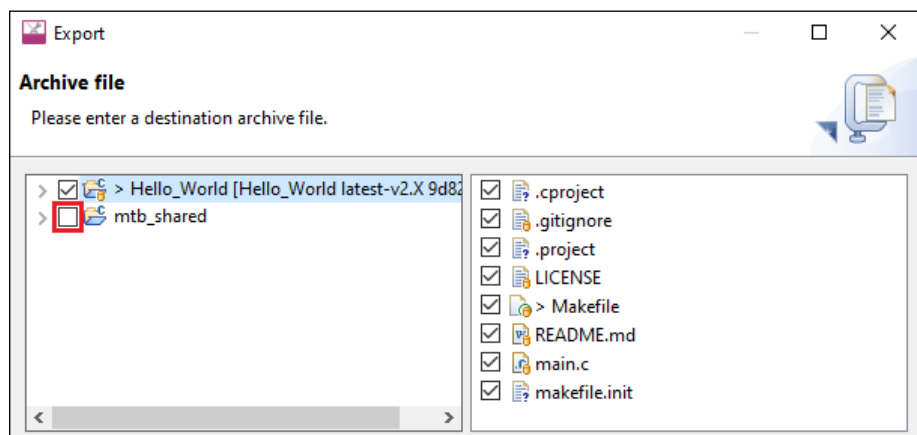 Export
Archive file
Please enter a destination archive file.
> Hello_World [Hello_World latest-v2.X 9d82
mtb_shared
.cproject
.gitignore
.project
LICENSE
> Makefile
README.md
main.c
makefile.init